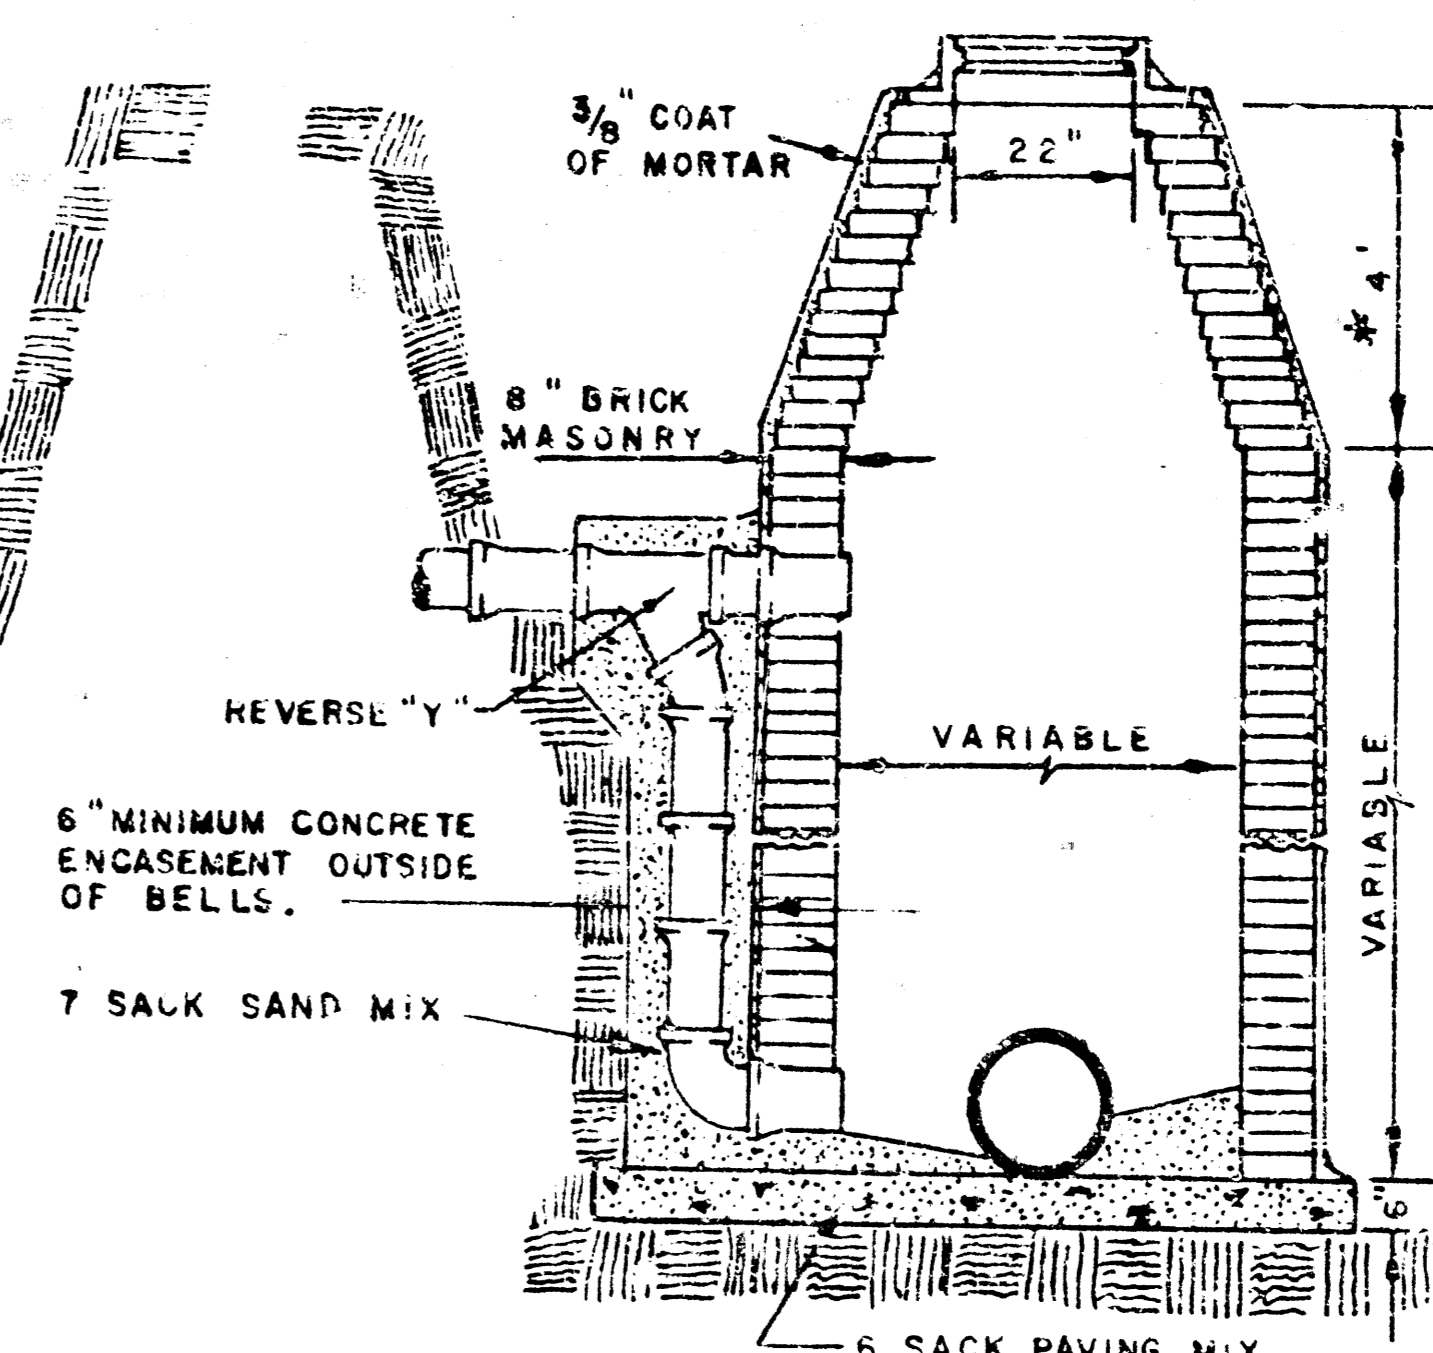 3/8" COAT
OF MORTAR
22"
* 4'
8" BRICK
MASONRY
REVERSE "Y"
VARIABLE
VARIABLE
6" MINIMUM CONCRETE
ENCASEMENT OUTSIDE
OF BELLS.
7 SACK SAND MIX
6"
6 SACK PAVING MIX